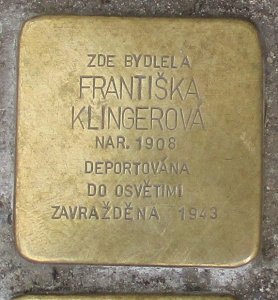 ZDE BYDLELA
FRANTIŠKA
KLINGEROVÁ
NAR. 1908
DEPORTOVÁNA
DO OSVĚTIMI
ZAVRAŽDĚNA 1943